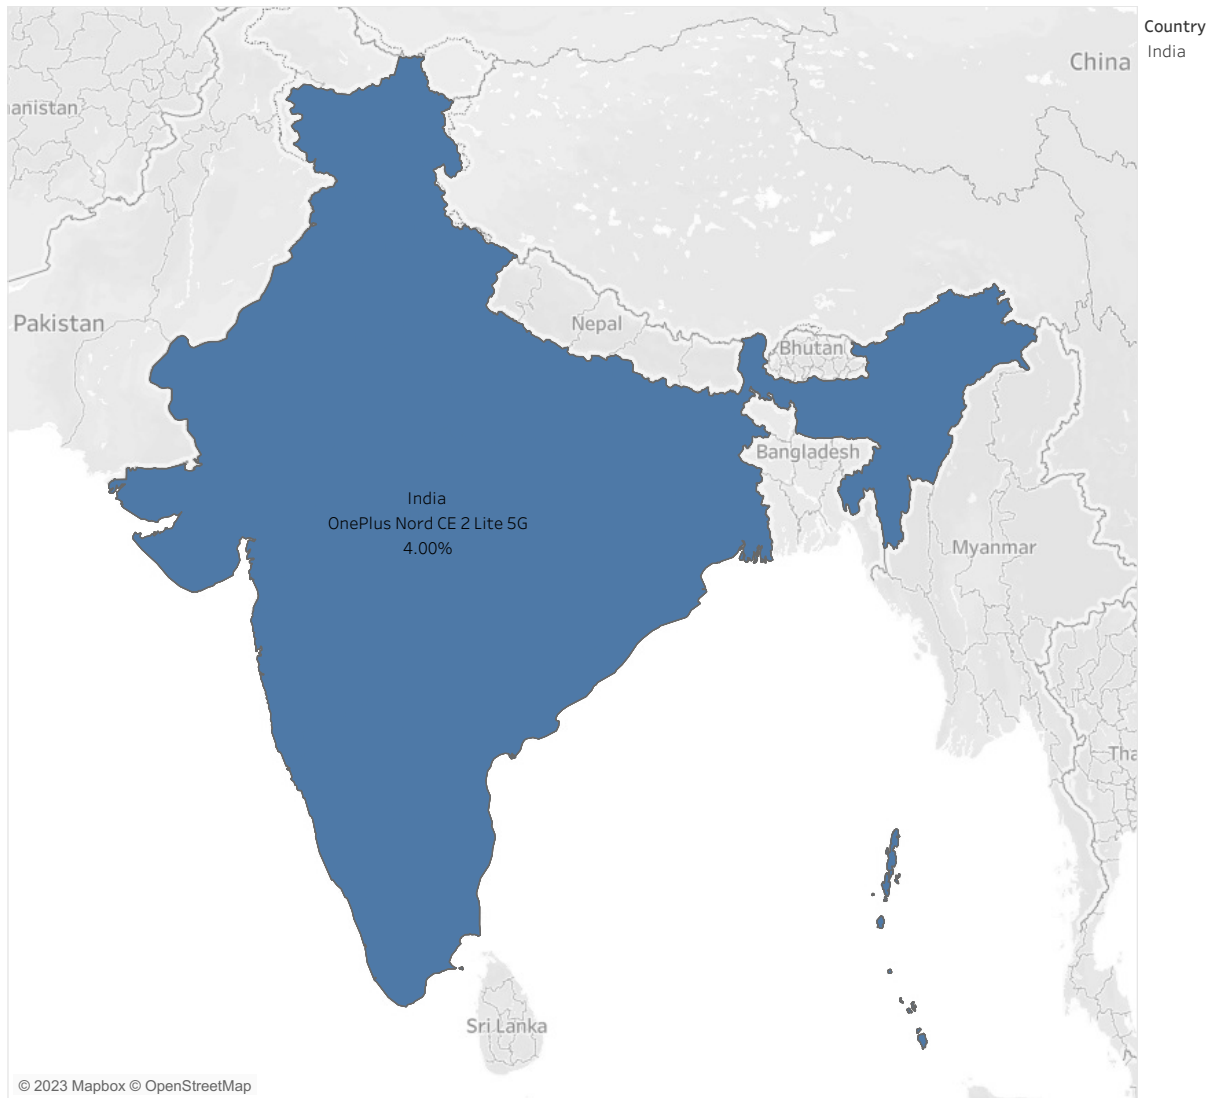 Country
India
China
anistan
Pakistan
Nepal
Bhutan
Bangladesh
India
OnePlus Nord CE 2 Lite 5G
4.00%
Myanmar
Tha
Sri Lanka
© 2023 Mapbox © OpenStreetMap